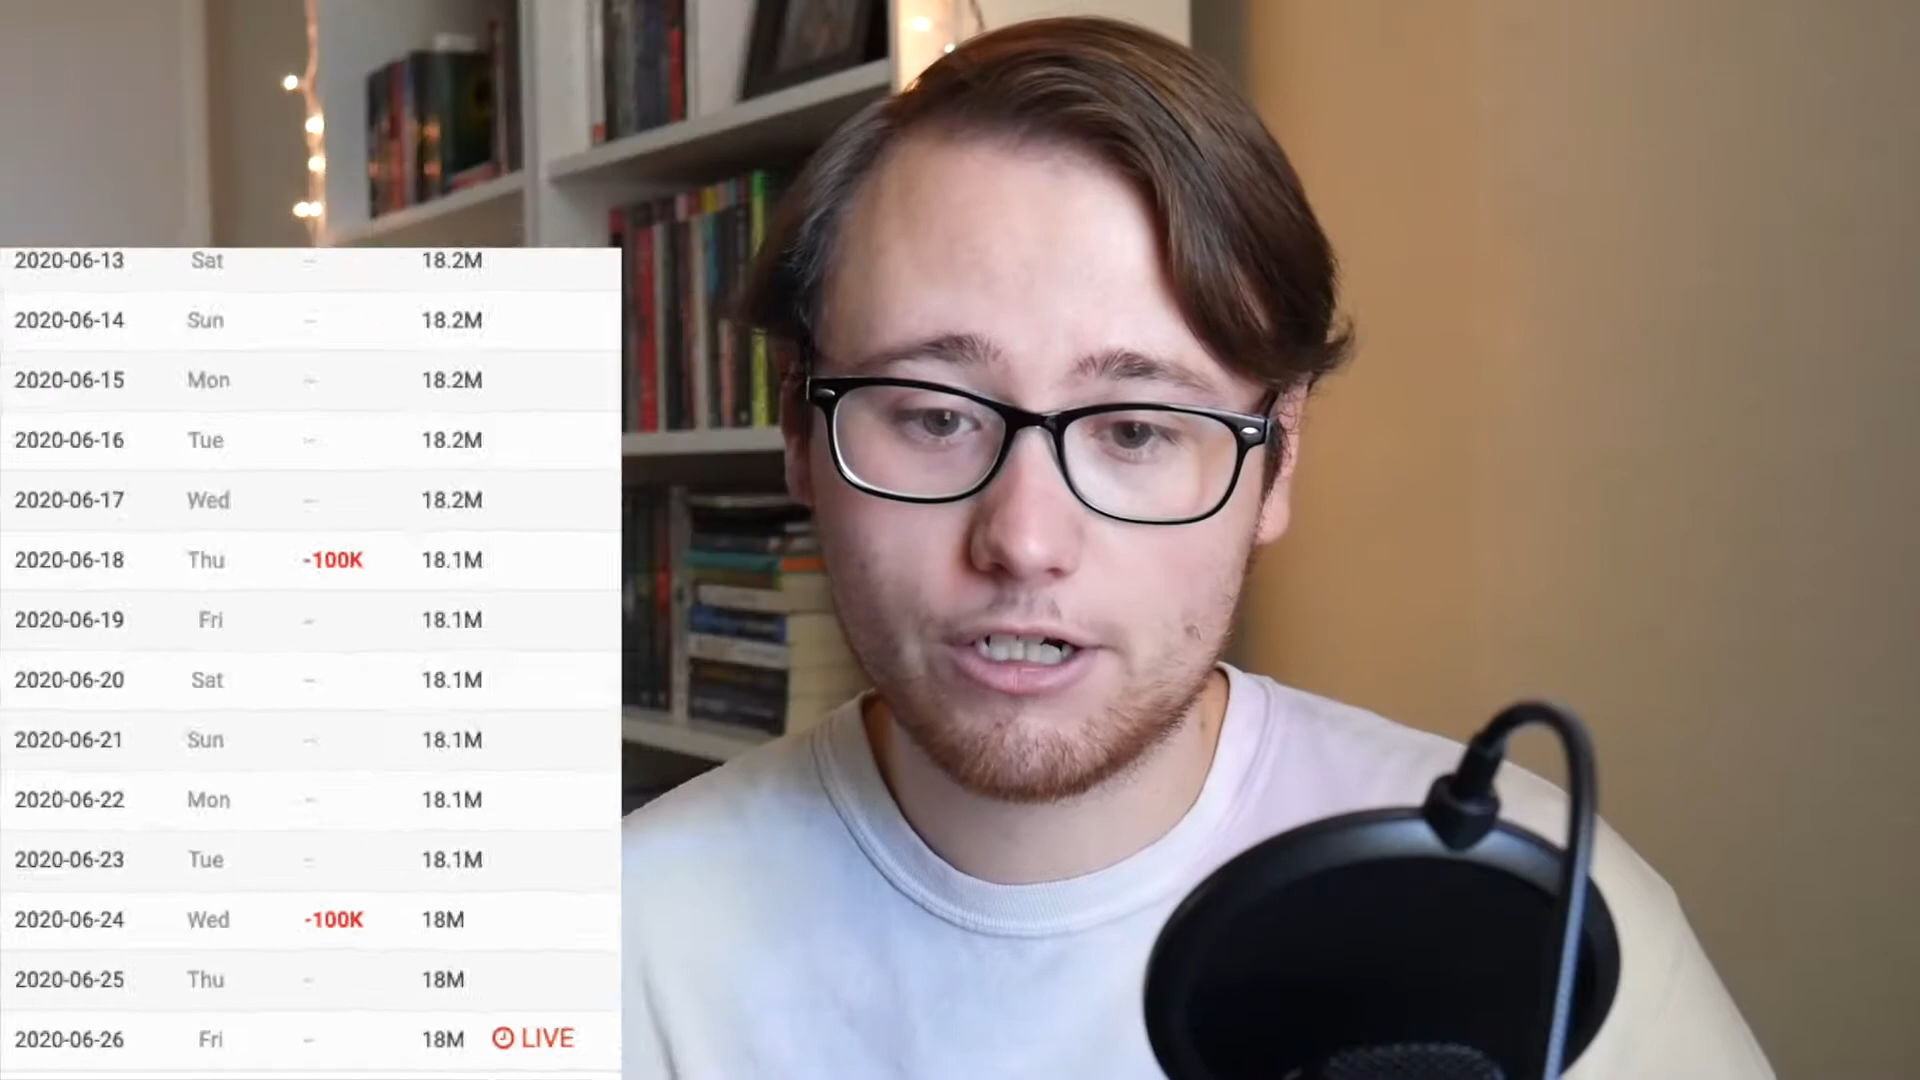 2020-06-13 Sat -- 18.2M
2020-06-14 Sun -- 18.2M
2020-06-15 Mon -- 18.2M
2020-06-16 Tue -- 18.2M
2020-06-17 Wed -- 18.2M
2020-06-18 Thu -100K 18.1M
2020-06-19 Fri -- 18.1M
2020-06-20 Sat -- 18.1M
2020-06-21 Sun -- 18.1M
2020-06-22 Mon -- 18.1M
2020-06-23 Tue -- 18.1M
2020-06-24 Wed -100K 18M
2020-06-25 Thu -- 18M
2020-06-26 Fri -- 18M LIVE